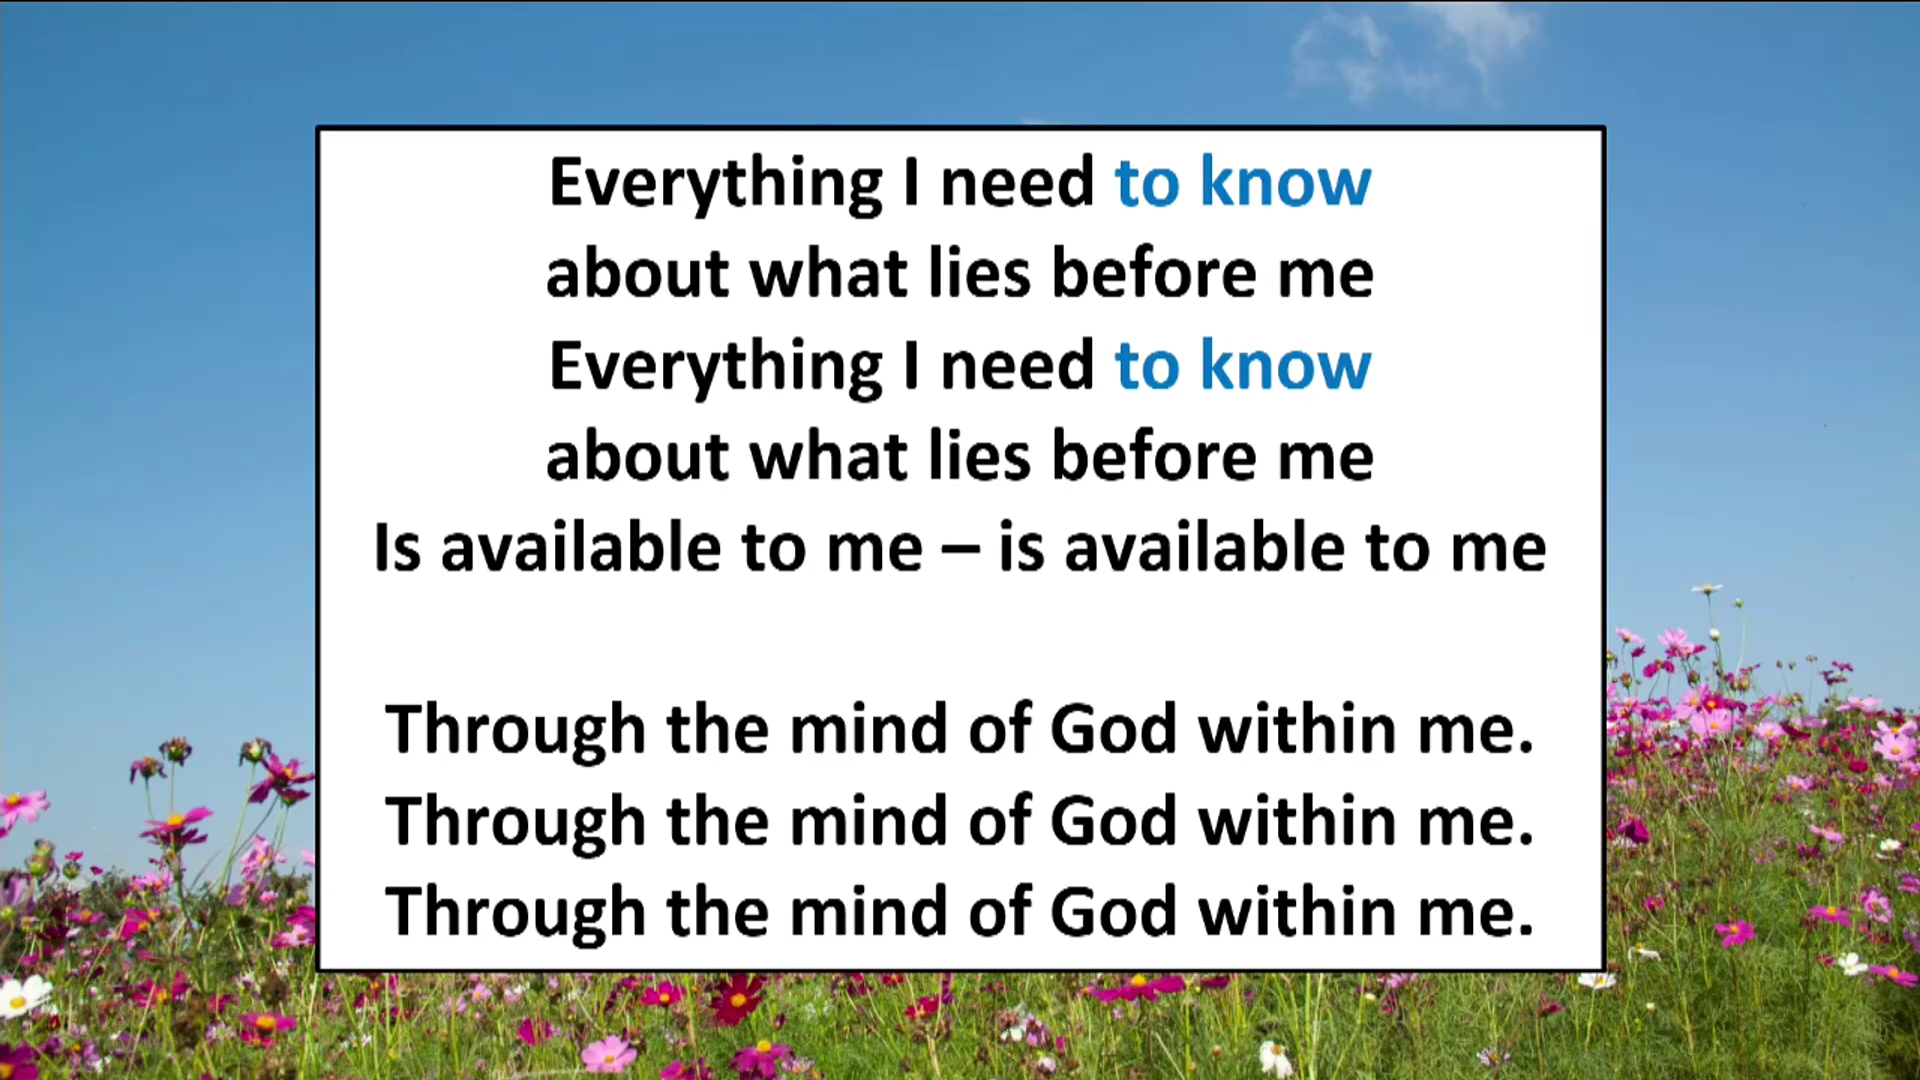 Everything I need to know
about what lies before me
Everything I need to know
about what lies before me
Is available to me – is available to me
Through the mind of God within me.
Through the mind of God within me.
Through the mind of God within me.